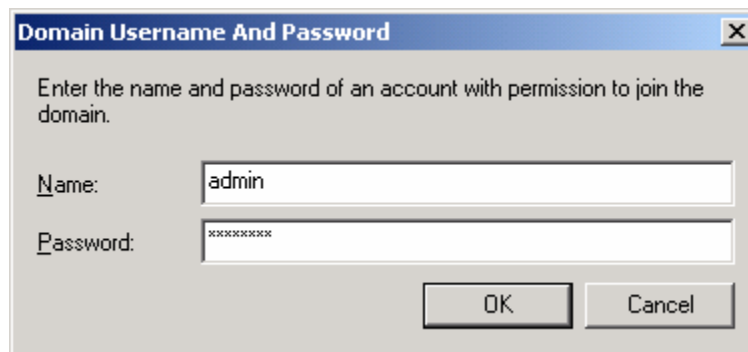 Domain Username And Password
Enter the name and password of an account with permission to join the
domain.
Name:
admin
Password:
xxxxxxxx
OK
Cancel